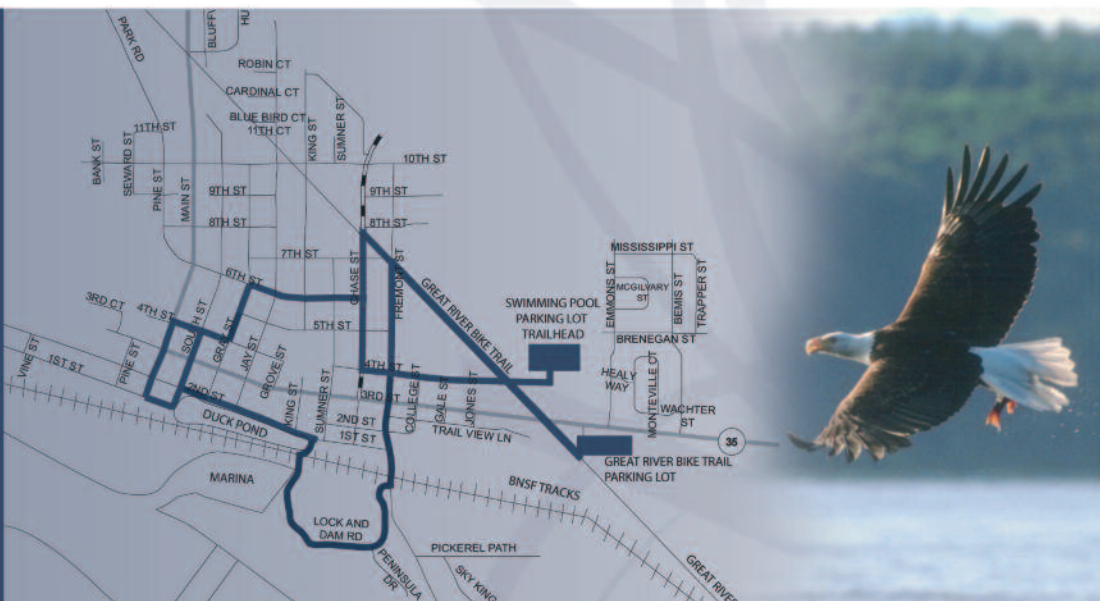 PARK RD
BLUFFV
HU
ROBIN CT
CARDINAL CT
BLUE BIRD CT
11TH CT
11TH ST
KING ST
SUMNER ST
10TH ST
BANK ST
SEWARD ST
PINE ST
MAIN ST
9TH ST
9TH ST
8TH ST
8TH ST
7TH ST
6TH ST
CHASE ST
FREMONT ST
GREAT RIVER BIKE TRAIL
SWIMMING POOL
PARKING LOT
TRAILHEAD
MISSISSIPPI ST
EMMONS ST
MCGILVARY
ST
BEMIS ST
TRAPPER ST
BRENEGAN ST
3RD CT
4TH ST
SOUTH ST
GRAY ST
JAY ST
GROVE ST
5TH ST
4TH ST
3RD ST
VINE ST
1ST ST
PINE ST
2ND ST
KING ST
SUMNER ST
2ND ST
1ST ST
COLLEGE ST
GALE ST
JONES ST
TRAIL VIEW LN
HEALY
WAY
MONTEVILLE CT
WACHTER
ST
35
DUCK POND
MARINA
GREAT RIVER BIKE TRAIL
PARKING LOT
BNSF TRACKS
LOCK AND
DAM RD
PENINSULA
DR
PICKEREL PATH
SKY KING
GREAT RIVER